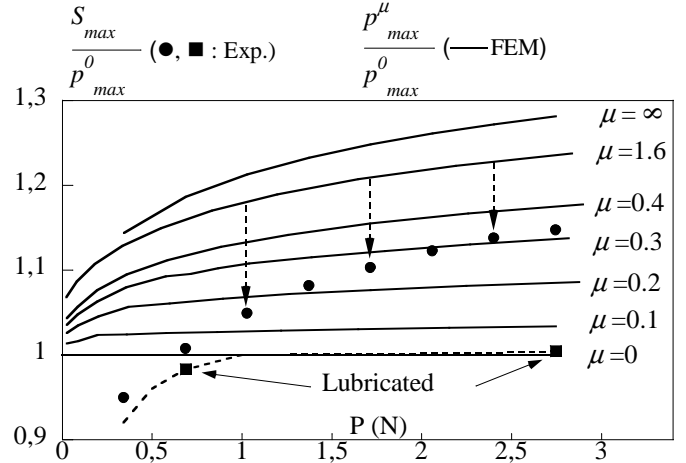 S_max / p^0_max (●, ■ : Exp.) p^μ_max / p^0_max (—FEM)
1,3
μ = ∞
1,2
μ =1.6
μ =0.4
μ =0.3
1,1
μ =0.2
μ =0.1
1
μ =0
Lubricated
P (N)
0,9
0 0,5 1 1,5 2 2,5 3